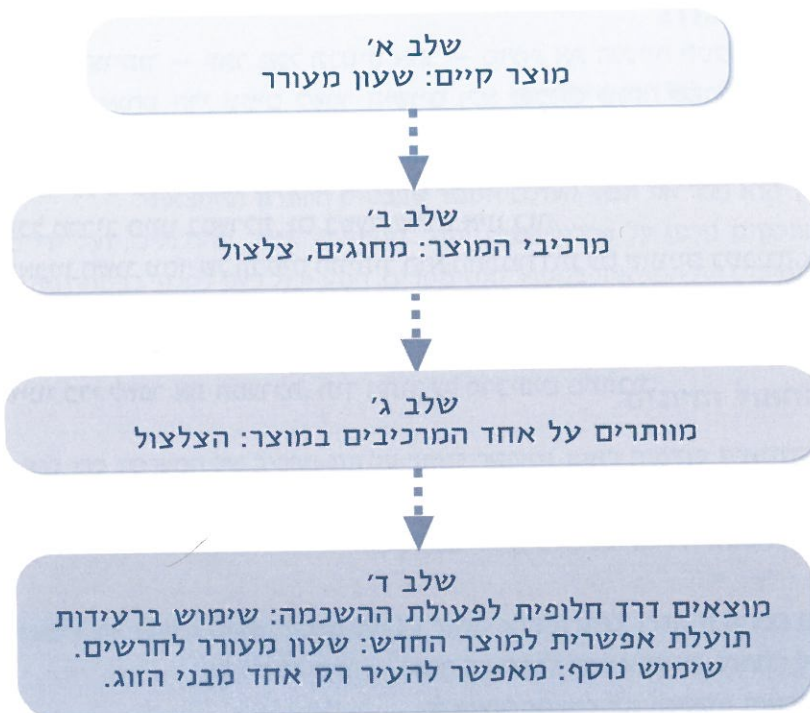 שלב א׳
מוצר קיים: שעון מעורר
שלב ב׳
מרכיבי המוצר: מחוגים, צלצול
שלב ג׳
מוותרים על אחד המרכיבים במוצר: הצלצול
שלב ד׳
מוצאים דרך חלופית לפעולת ההשכמה: שימוש ברעידות
תועלת אפשרית למוצר החדש: שעון מעורר לחרשים.
שימוש נוסף: מאפשר להעיר רק אחד מבני הזוג.